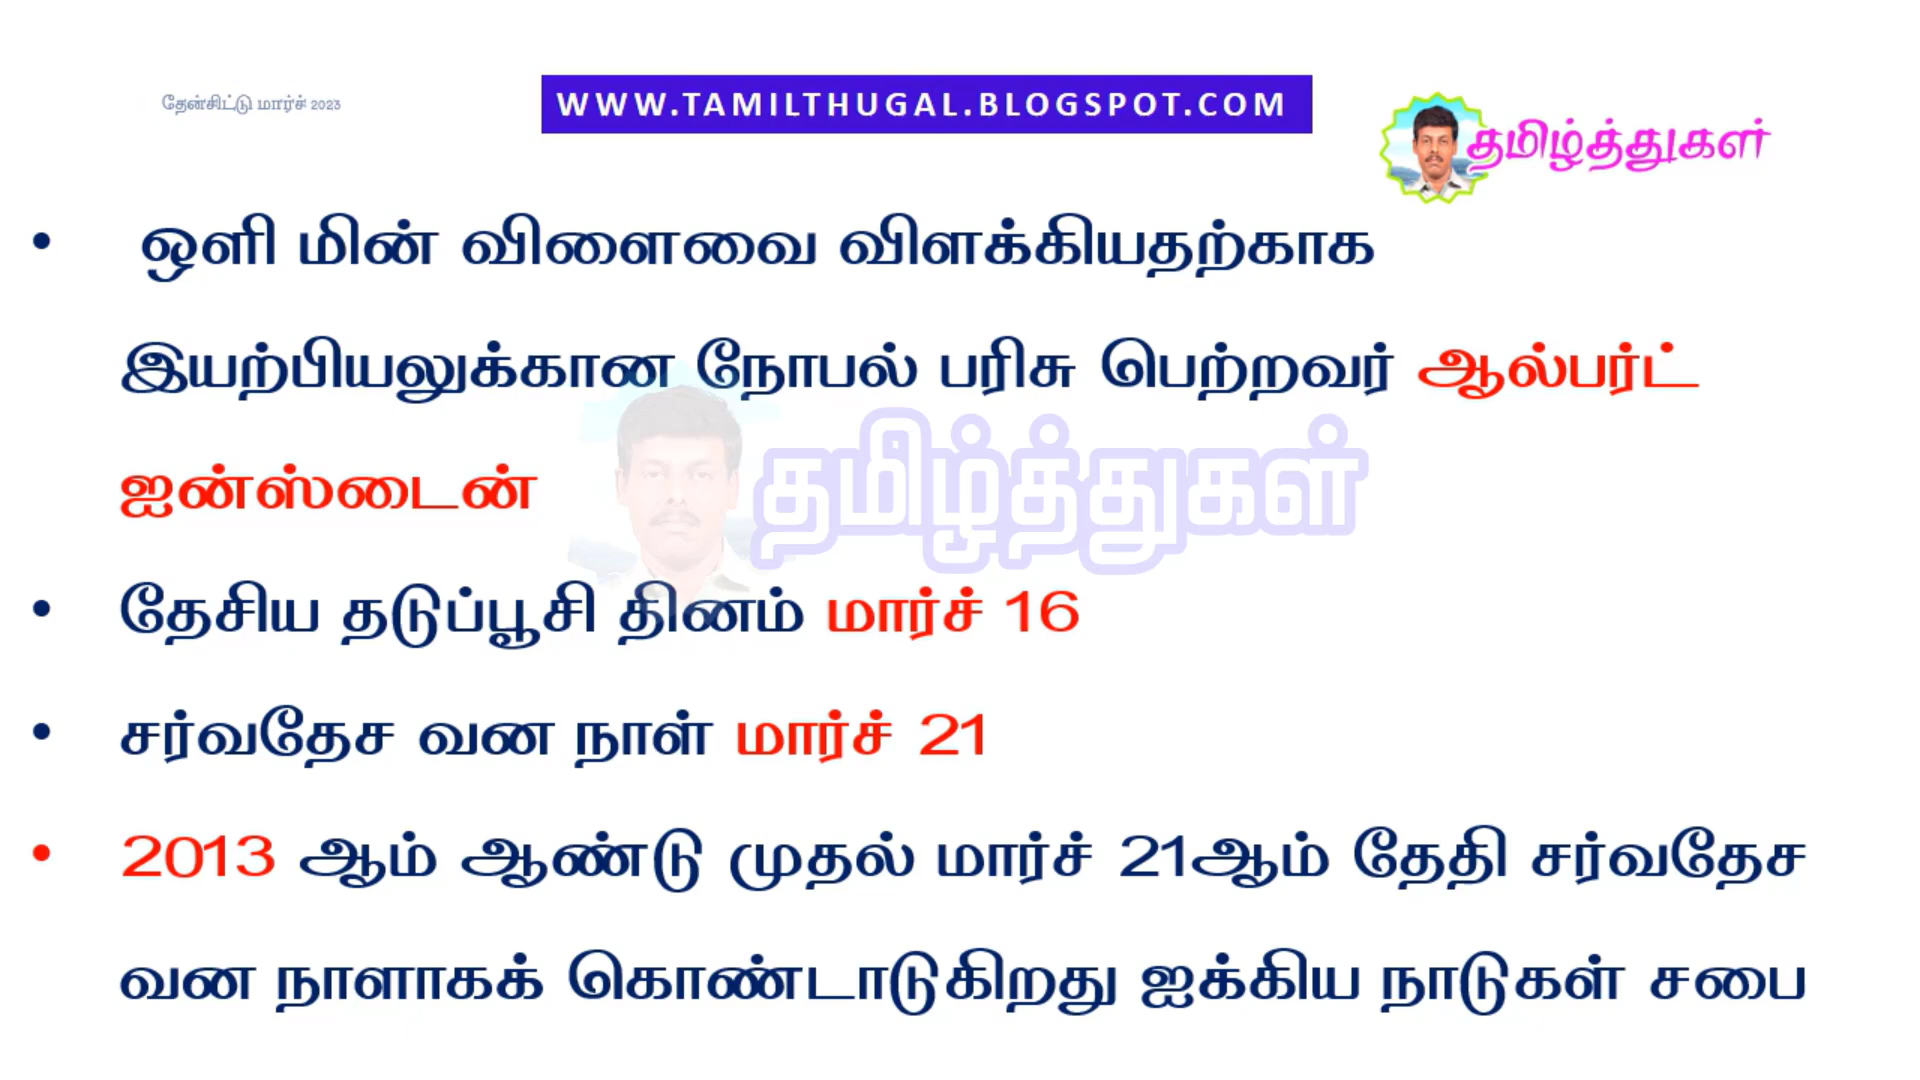 தேன்சிட்டு மார்ச் 2023
WWW.TAMILTHUGAL.BLOGSPOT.COM
தமிழ்த்துகள்
• ஒளி மின் விளைவை விளக்கியதற்காக
இயற்பியலுக்கான நோபல் பரிசு பெற்றவர் ஆல்பர்ட்
ஐன்ஸ்டைன்
தமிழ்த்துகள்
• தேசிய தடுப்பூசி தினம் மார்ச் 16
• சர்வதேச வன நாள் மார்ச் 21
• 2013 ஆம் ஆண்டு முதல் மார்ச் 21ஆம் தேதி சர்வதேச
வன நாளாகக் கொண்டாடுகிறது ஐக்கிய நாடுகள் சபை